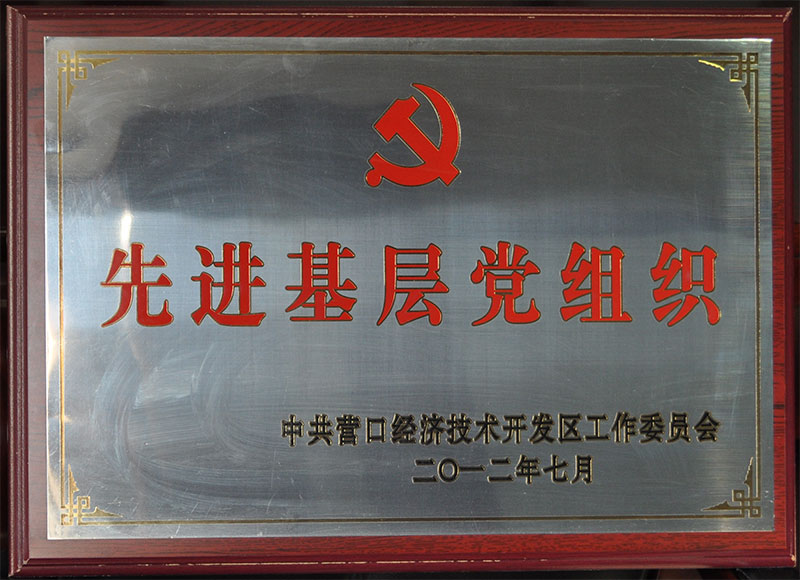 先进基层党组织
中共营口经济技术开发区工作委员会
二〇一二年七月